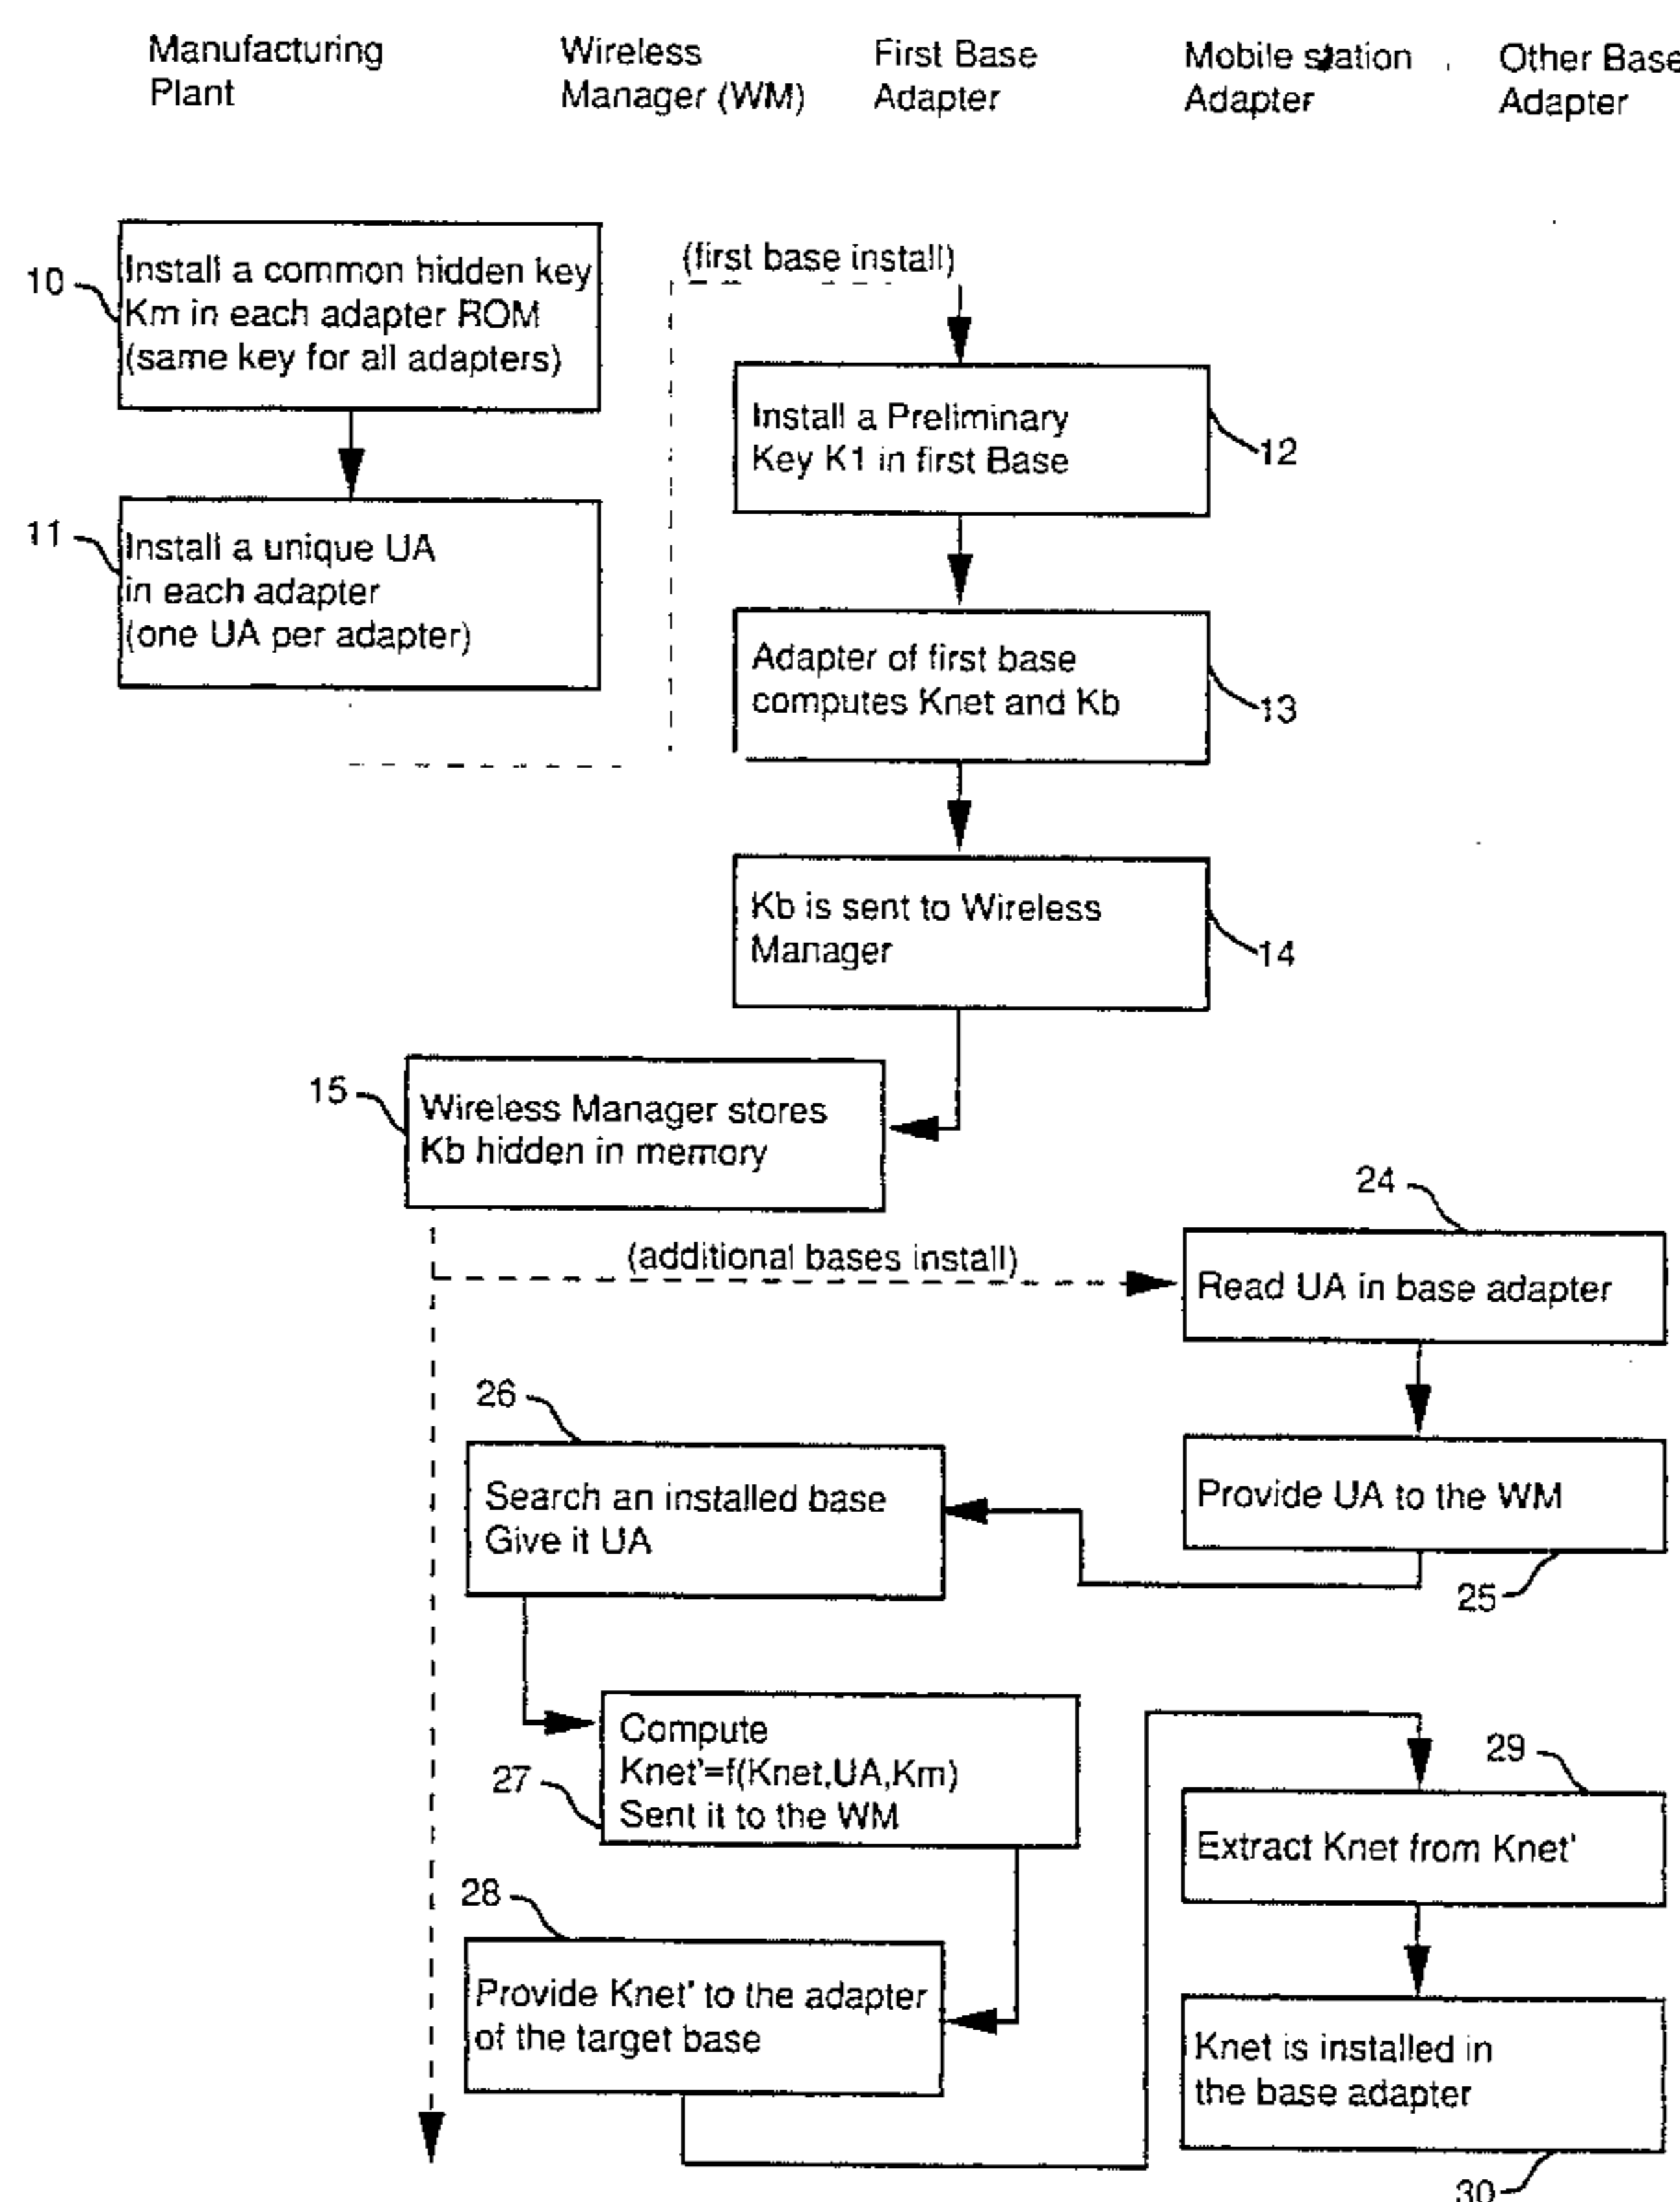 Manufacturing
Plant
Wireless
Manager (WM)
First Base
Adapter
Mobile station
Adapter
Other Base
Adapter
10
Install a common hidden key
Km in each adapter ROM
(same key for all adapters)
11
Install a unique UA
in each adapter
(one UA per adapter)
(first base install)
Install a Preliminary
Key K1 in first Base
12
Adapter of first base
computes Knet and Kb
13
Kb is sent to Wireless
Manager
14
15
Wireless Manager stores
Kb hidden in memory
(additional bases install)
24
Read UA in base adapter
Provide UA to the WM
25
26
Search an installed base
Give it UA
27
Compute
Knet'=f(Knet,UA,Km)
Sent it to the WM
28
Provide Knet' to the adapter
of the target base
29
Extract Knet from Knet'
Knet is installed in
the base adapter
30